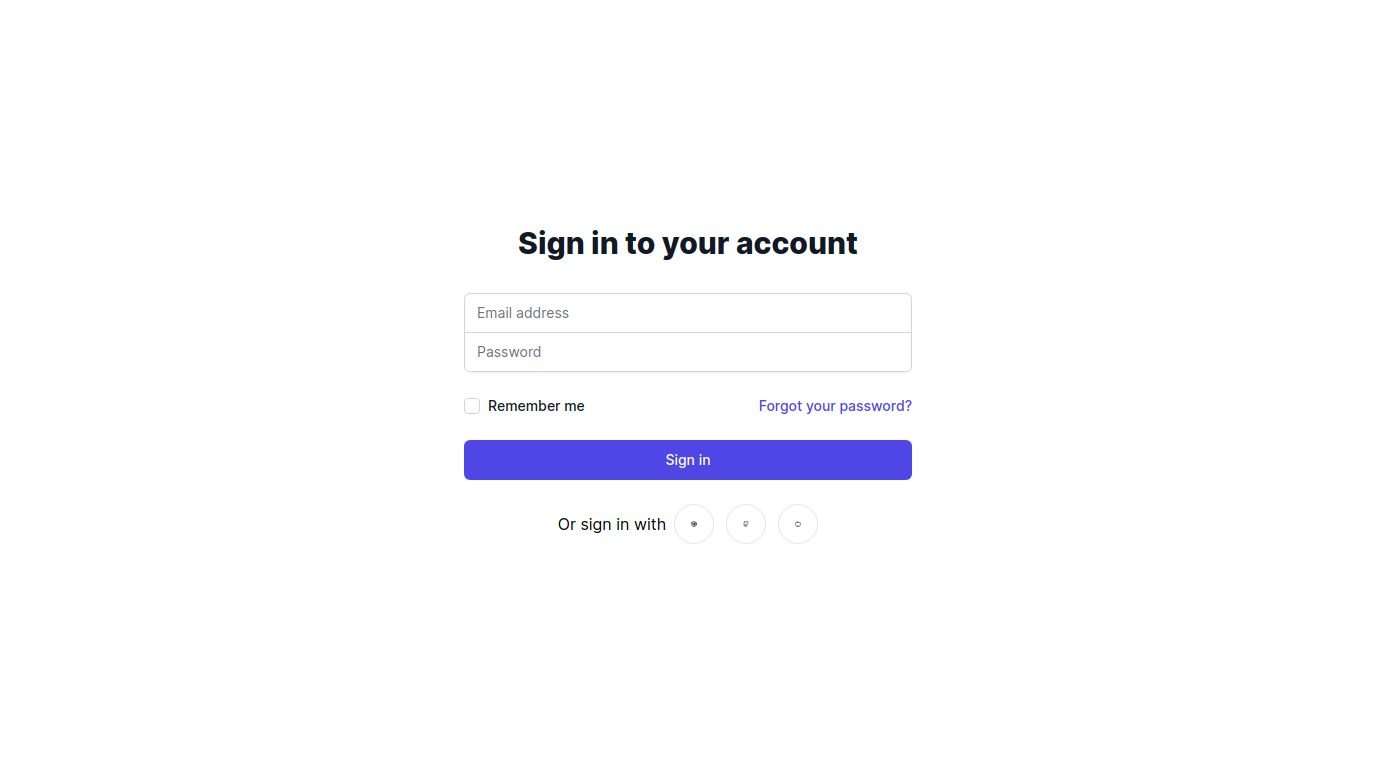 Sign in to your account
Email address
Password
Remember me
Forgot your password?
Sign in
Or sign in with